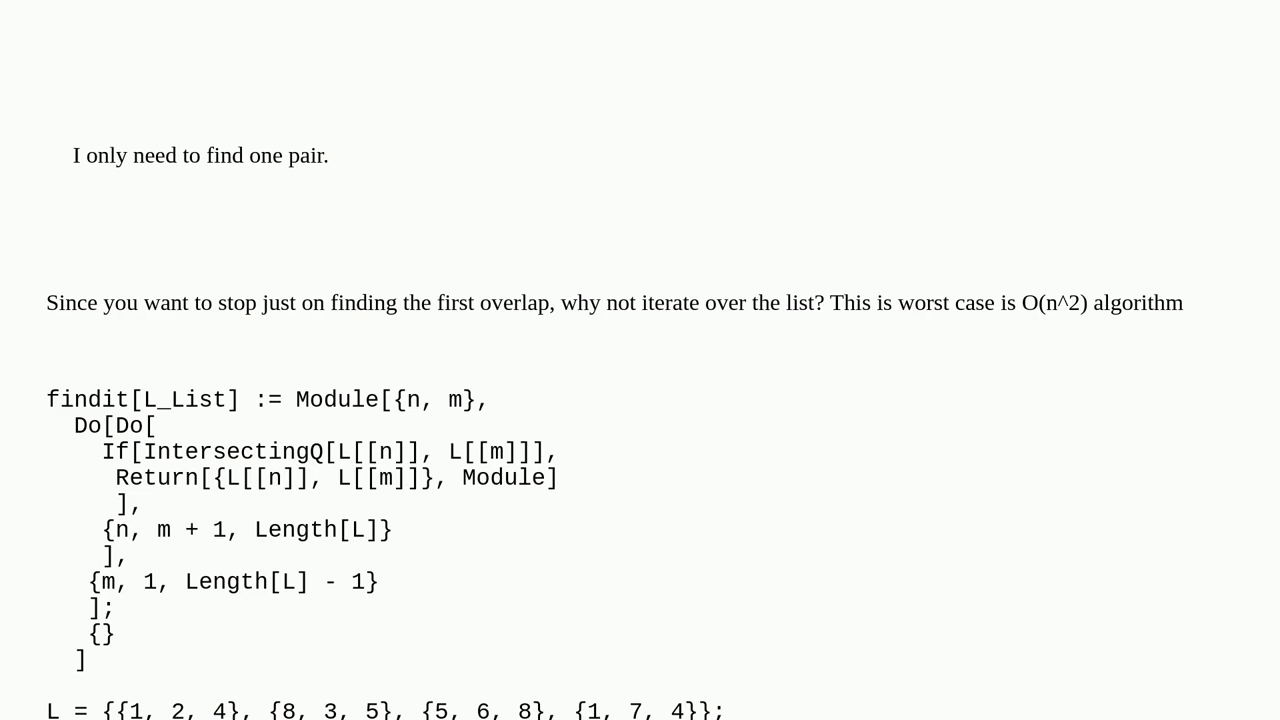 I only need to find one pair.
Since you want to stop just on finding the first overlap, why not iterate over the list? This is worst case is O(n^2) algorithm
findit[L_List] := Module[{n, m},
Do[Do[
If[IntersectingQ[L[[n]], L[[m]]],
Return[{L[[n]], L[[m]]}, Module]
],
{n, m + 1, Length[L]}
],
{m, 1, Length[L] - 1}
];
{}
]
L = {{1, 2, 4}, {8, 3, 5}, {5, 6, 8}, {1, 7, 4}};